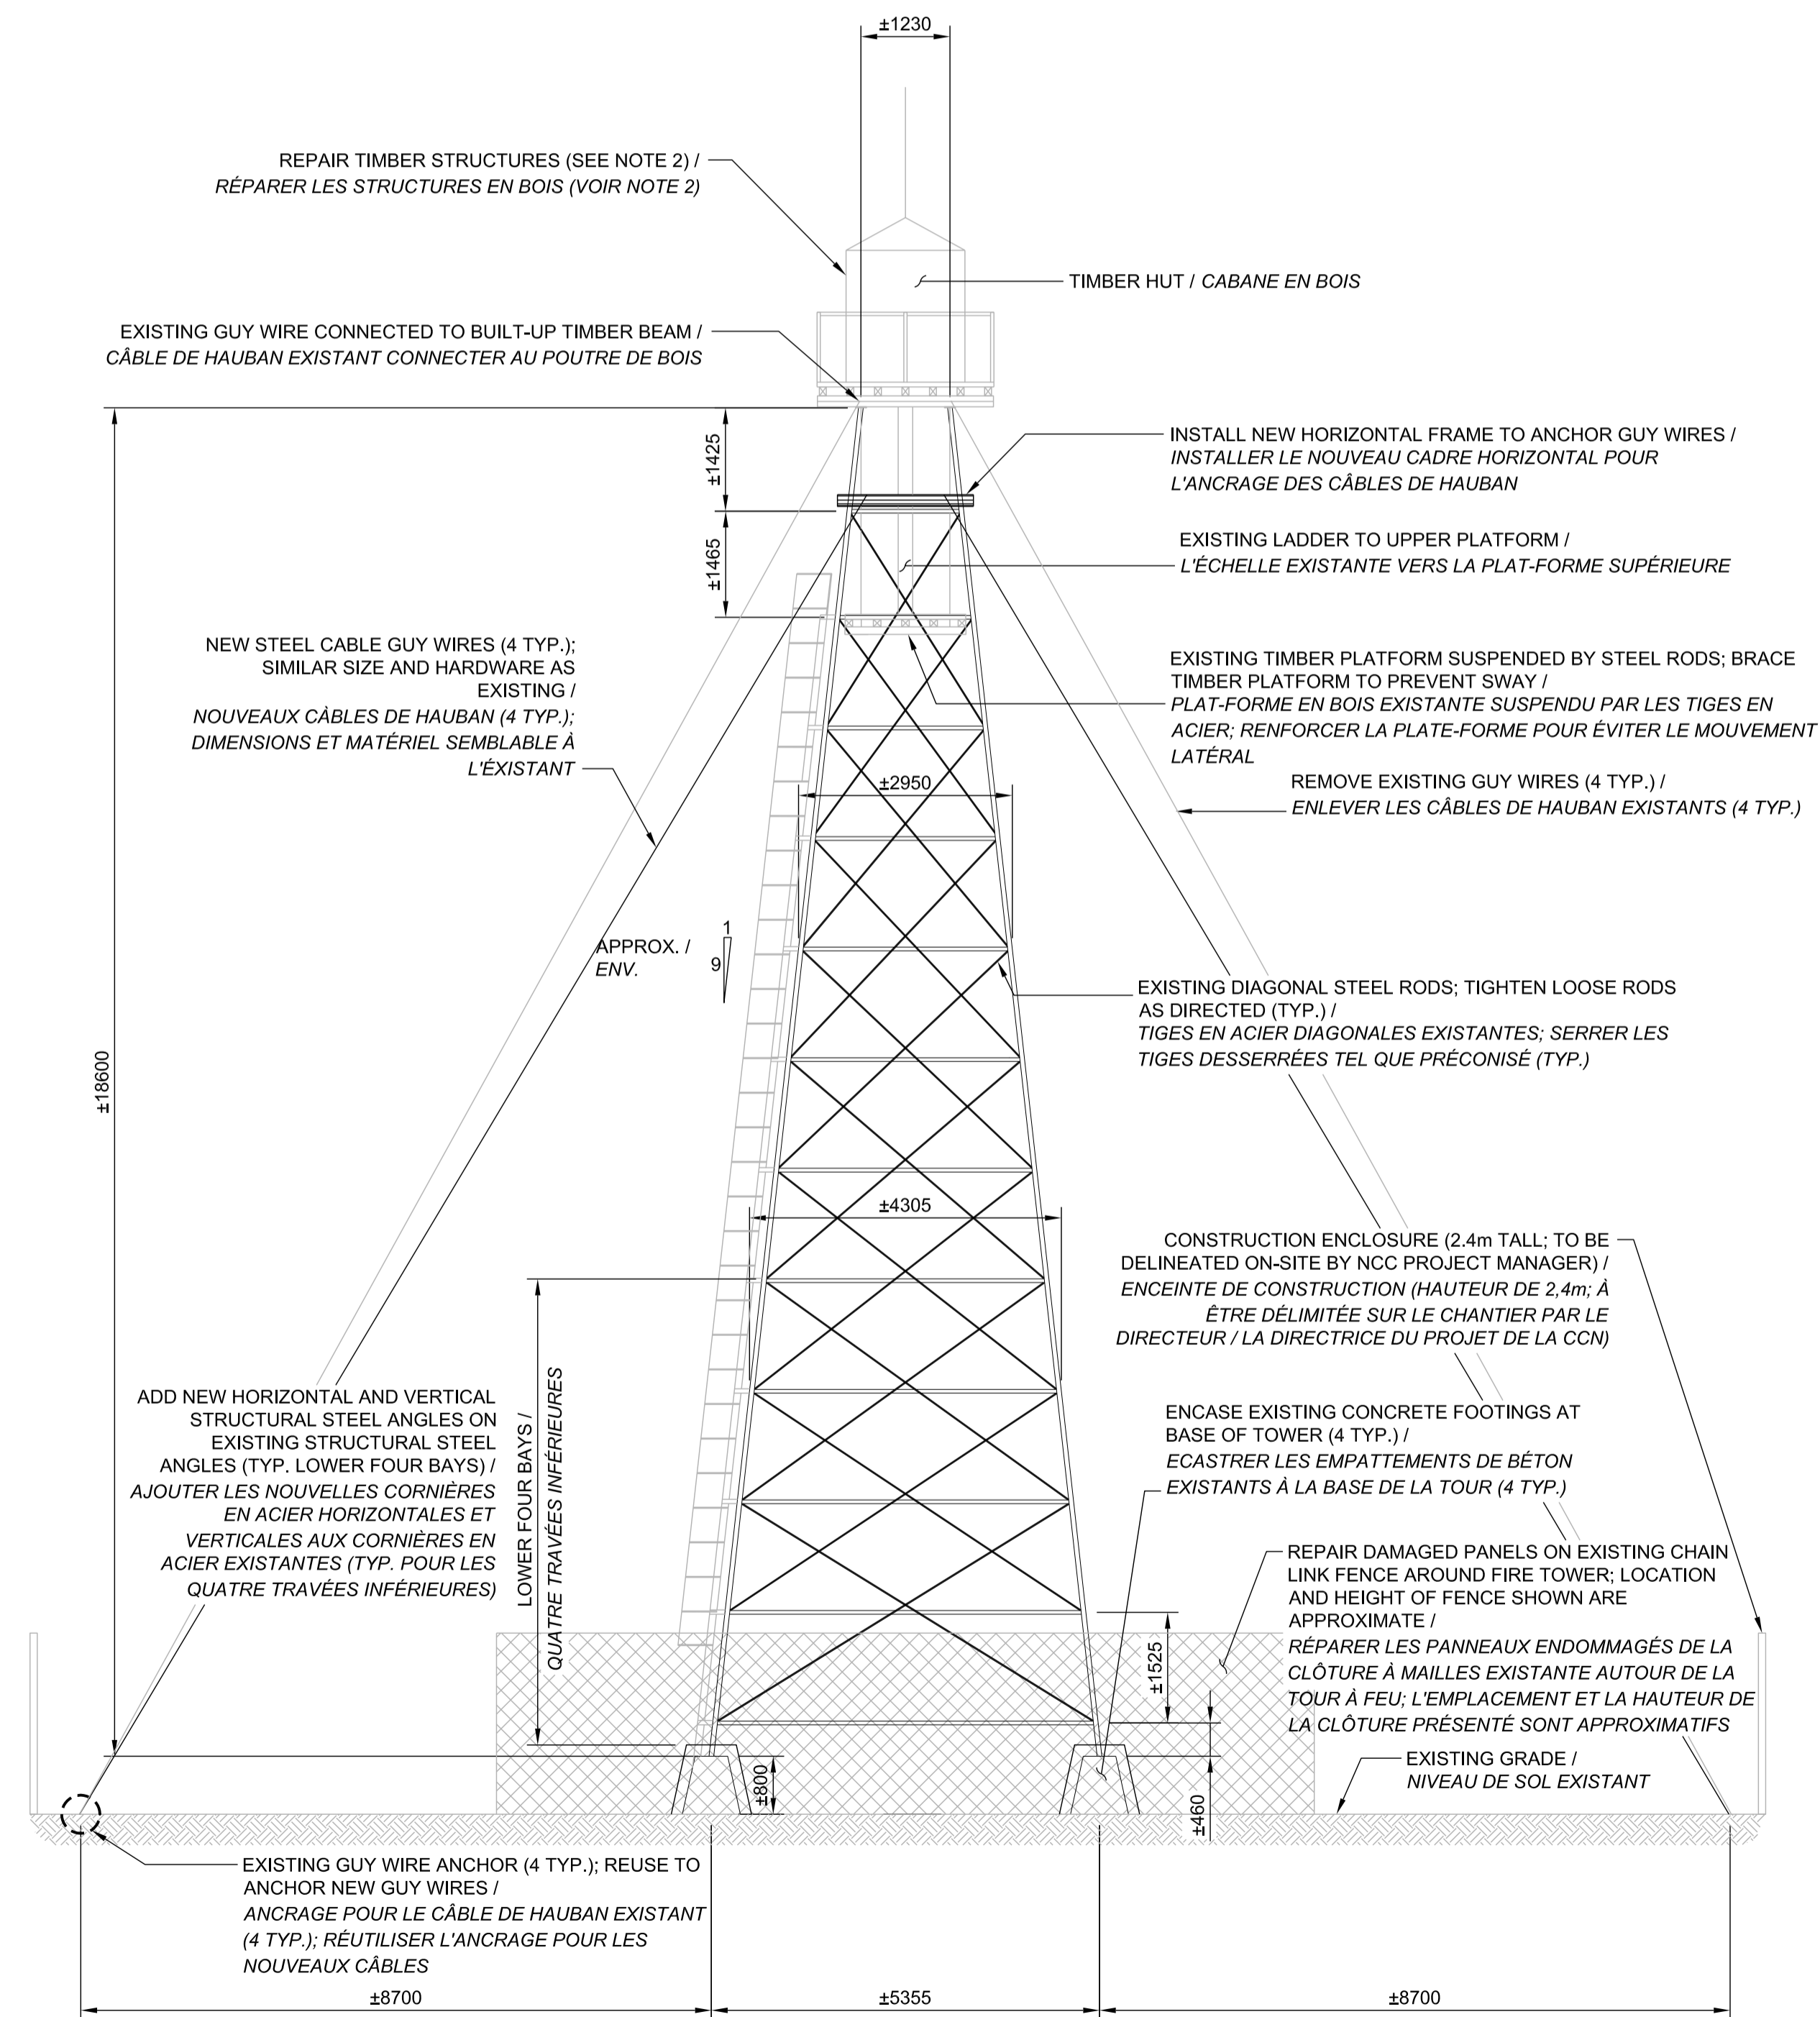 ±1230
REPAIR TIMBER STRUCTURES (SEE NOTE 2) /
RÉPARER LES STRUCTURES EN BOIS (VOIR NOTE 2)
TIMBER HUT / CABANE EN BOIS
EXISTING GUY WIRE CONNECTED TO BUILT-UP TIMBER BEAM /
CÂBLE DE HAUBAN EXISTANT CONNECTER AU POUTRE DE BOIS
±1425
INSTALL NEW HORIZONTAL FRAME TO ANCHOR GUY WIRES /
INSTALLER LE NOUVEAU CADRE HORIZONTAL POUR
L'ANCRAGE DES CÂBLES DE HAUBAN
±1465
EXISTING LADDER TO UPPER PLATFORM /
L'ÉCHELLE EXISTANTE VERS LA PLAT-FORME SUPÉRIEURE
NEW STEEL CABLE GUY WIRES (4 TYP.);
SIMILAR SIZE AND HARDWARE AS
EXISTING /
NOUVEAUX CÀBLES DE HAUBAN (4 TYP.);
DIMENSIONS ET MATÉRIEL SEMBLABLE À
L'ÉXISTANT
EXISTING TIMBER PLATFORM SUSPENDED BY STEEL RODS; BRACE
TIMBER PLATFORM TO PREVENT SWAY /
PLAT-FORME EN BOIS EXISTANTE SUSPENDU PAR LES TIGES EN
ACIER; RENFORCER LA PLATE-FORME POUR ÉVITER LE MOUVEMENT
LATÉRAL
±2950
REMOVE EXISTING GUY WIRES (4 TYP.) /
ENLEVER LES CÂBLES DE HAUBAN EXISTANTS (4 TYP.)
APPROX. /
ENV.
1
9
EXISTING DIAGONAL STEEL RODS; TIGHTEN LOOSE RODS
AS DIRECTED (TYP.) /
TIGES EN ACIER DIAGONALES EXISTANTES; SERRER LES
TIGES DESSERRÉES TEL QUE PRÉCONISÉ (TYP.)
±18600
±4305
CONSTRUCTION ENCLOSURE (2.4m TALL; TO BE
DELINEATED ON-SITE BY NCC PROJECT MANAGER) /
ENCEINTE DE CONSTRUCTION (HAUTEUR DE 2,4m; À
ÊTRE DÉLIMITÉE SUR LE CHANTIER PAR LE
DIRECTEUR / LA DIRECTRICE DU PROJET DE LA CCN)
ADD NEW HORIZONTAL AND VERTICAL
STRUCTURAL STEEL ANGLES ON
EXISTING STRUCTURAL STEEL
ANGLES (TYP. LOWER FOUR BAYS) /
AJOUTER LES NOUVELLES CORNIÈRES
EN ACIER HORIZONTALES ET
VERTICALES AUX CORNIÈRES EN
ACIER EXISTANTES (TYP. POUR LES
QUATRE TRAVÉES INFÉRIEURES)
LOWER FOUR BAYS /
QUATRE TRAVÉES INFÉRIEURES
ENCASE EXISTING CONCRETE FOOTINGS AT
BASE OF TOWER (4 TYP.) /
ECASTRER LES EMPATTEMENTS DE BÉTON
EXISTANTS À LA BASE DE LA TOUR (4 TYP.)
REPAIR DAMAGED PANELS ON EXISTING CHAIN
LINK FENCE AROUND FIRE TOWER; LOCATION
AND HEIGHT OF FENCE SHOWN ARE
APPROXIMATE /
RÉPARER LES PANNEAUX ENDOMMAGÉS DE LA
CLÔTURE À MAILLES EXISTANTE AUTOUR DE LA
TOUR À FEU; L'EMPLACEMENT ET LA HAUTEUR DE
LA CLÔTURE PRÉSENTÉ SONT APPROXIMATIFS
±1525
EXISTING GRADE /
NIVEAU DE SOL EXISTANT
±800
±460
EXISTING GUY WIRE ANCHOR (4 TYP.); REUSE TO
ANCHOR NEW GUY WIRES /
ANCRAGE POUR LE CÂBLE DE HAUBAN EXISTANT
(4 TYP.); RÉUTILISER L'ANCRAGE POUR LES
NOUVEAUX CÂBLES
±8700
±5355
±8700